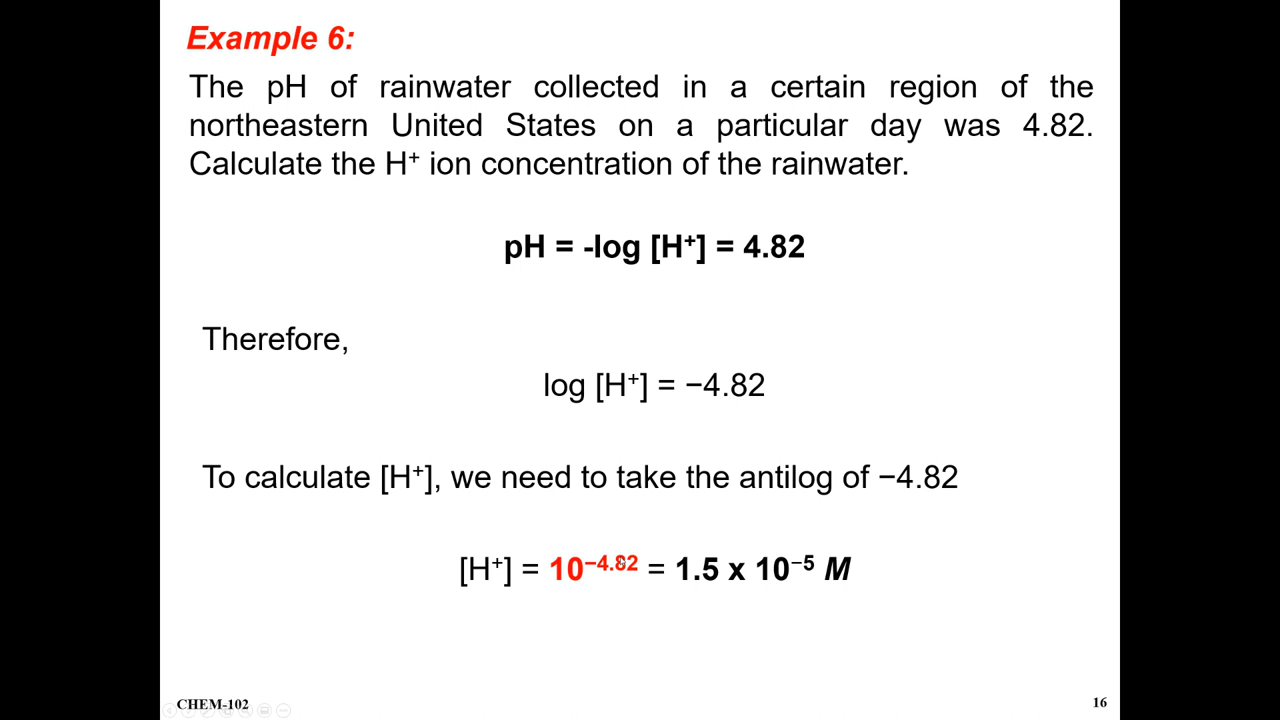 Example 6:
The pH of rainwater collected in a certain region of the
northeastern United States on a particular day was 4.82.
Calculate the H⁺ ion concentration of the rainwater.
pH = -log [H⁺] = 4.82
Therefore,
log [H⁺] = −4.82
To calculate [H⁺], we need to take the antilog of −4.82
[H⁺] = 10⁻⁴·⁸² = 1.5 x 10⁻⁵ M
CHEM-102
16